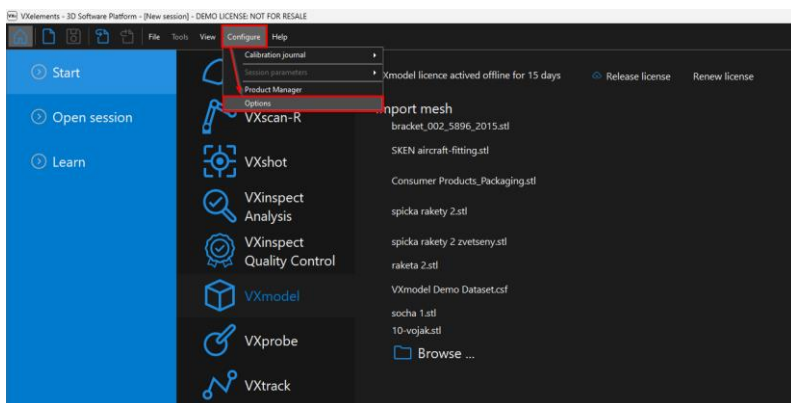 VXelements - 3D Software Platform - [New session] - DEMO LICENSE: NOT FOR RESALE
File Tools View Configure Help
Calibration journal
Session parameters
Product Manager
Options
Start
Open session
Learn
VXscan-R
VXshot
VXinspect
Analysis
VXinspect
Quality Control
VXmodel
VXprobe
VXtrack
Xmodel licence actived offline for 15 days
Release license
Renew license
mport mesh
bracket_002_5896_2015.stl
SKEN aircraft-fitting.stl
Consumer Products_Packaging.stl
spicka rakety 2.stl
spicka rakety 2 zvetseny.stl
raketa 2.stl
VXmodel Demo Dataset.csf
socha 1.stl
10-vojak.stl
Browse ...